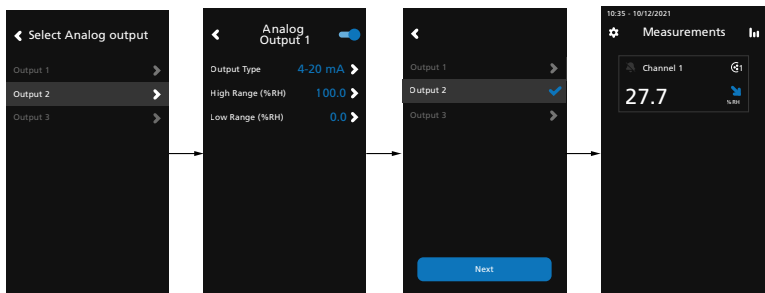 Select Analog output
Output 1
Output 2
Output 3
Analog
Output 1
Output Type 4-20 mA
High Range (%RH) 100.0
Low Range (%RH) 0.0
Output 1
Output 2
Output 3
Next
10:35 - 10/12/2021
Measurements
Channel 1 1
27.7
% RH